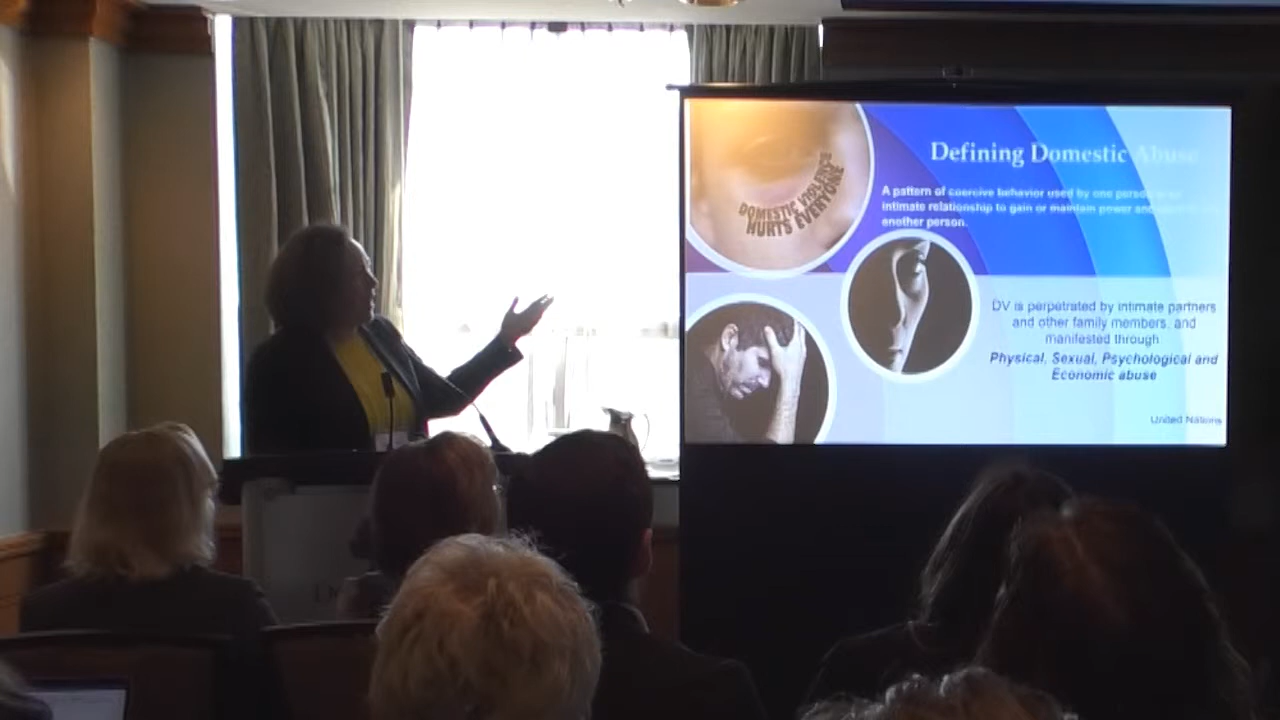 Defining Domestic Abuse
A pattern of coercive behavior used by one person
intimate relationship to gain or maintain power and
another person.
DOMESTIC VIOLENCE
HURTS EVERYONE
DV is perpetrated by intimate partners
and other family members, and
manifested through
Physical, Sexual, Psychological and
Economic abuse
United Nations